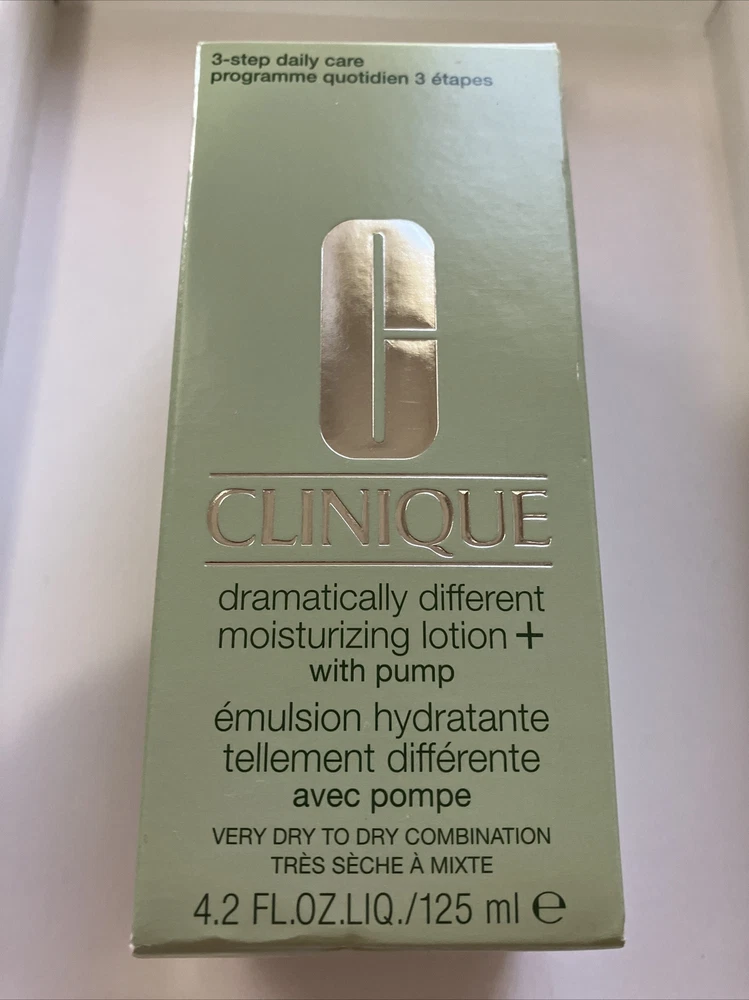 3-step daily care
programme quotidien 3 étapes
C
CLINIQUE
dramatically different
moisturizing lotion +
with pump
émulsion hydratante
tellement différente
avec pompe
VERY DRY TO DRY COMBINATION
TRÈS SÈCHE À MIXTE
4.2 FL.OZ.LIQ./125 ml ℮